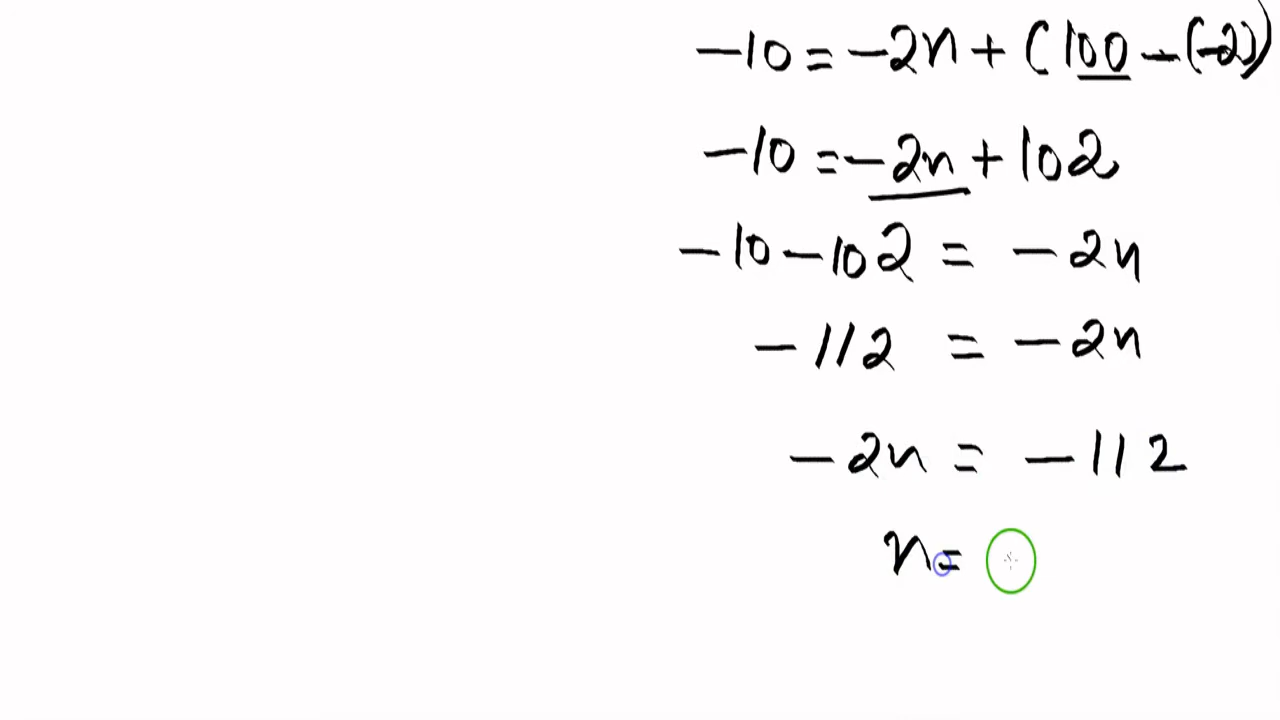 -10 = -2n + (100 - (-2))
-10 = -2n + 102
-10 - 102 = -2n
-112 = -2n
-2n = -112
n =